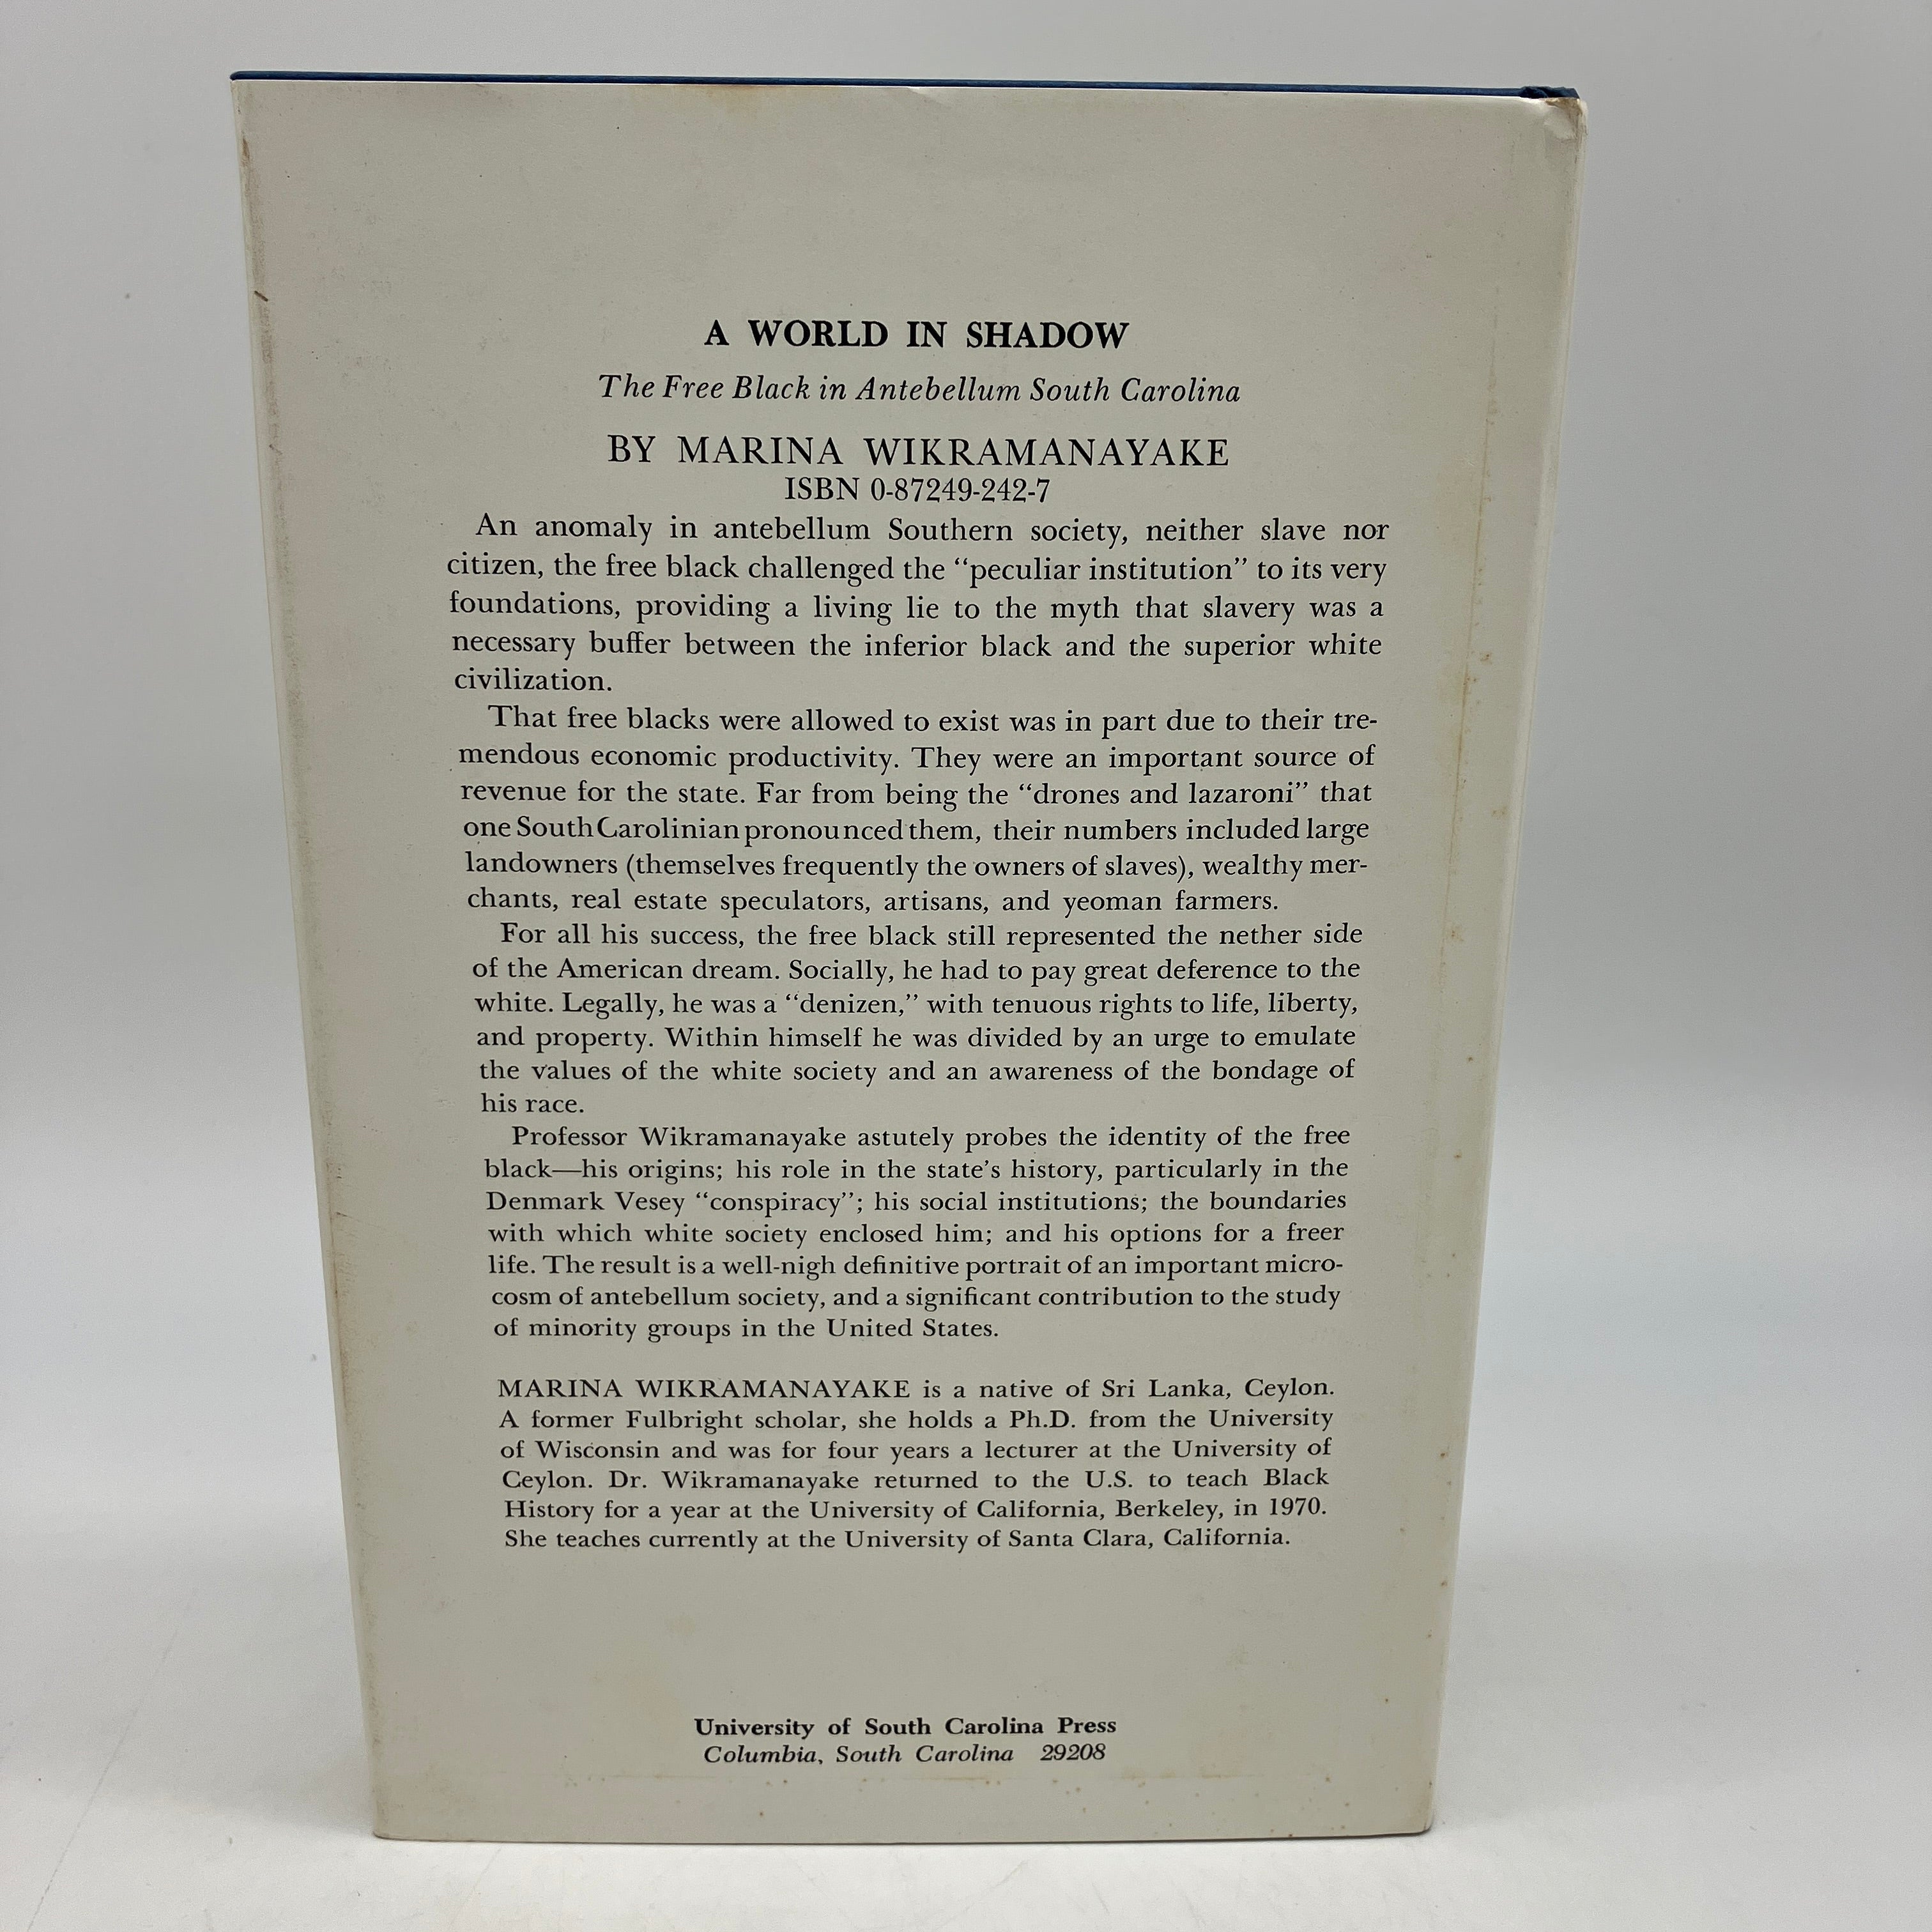 A WORLD IN SHADOW
The Free Black in Antebellum South Carolina
BY MARINA WIKRAMANAYAKE
ISBN 0-87249-242-7
An anomaly in antebellum Southern society, neither slave nor
citizen, the free black challenged the “peculiar institution” to its very
foundations, providing a living lie to the myth that slavery was a
necessary buffer between the inferior black and the superior white
civilization.
That free blacks were allowed to exist was in part due to their tre-
mendous economic productivity. They were an important source of
revenue for the state. Far from being the “drones and lazaroni” that
one South Carolinian pronounced them, their numbers included large
landowners (themselves frequently the owners of slaves), wealthy mer-
chants, real estate speculators, artisans, and yeoman farmers.
For all his success, the free black still represented the nether side
of the American dream. Socially, he had to pay great deference to the
white. Legally, he was a “denizen,” with tenuous rights to life, liberty,
and property. Within himself he was divided by an urge to emulate
the values of the white society and an awareness of the bondage of
his race.
Professor Wikramanayake astutely probes the identity of the free
black—his origins; his role in the state’s history, particularly in the
Denmark Vesey “conspiracy”; his social institutions; the boundaries
with which white society enclosed him; and his options for a freer
life. The result is a well-nigh definitive portrait of an important micro-
cosm of antebellum society, and a significant contribution to the study
of minority groups in the United States.
MARINA WIKRAMANAYAKE is a native of Sri Lanka, Ceylon.
A former Fulbright scholar, she holds a Ph.D. from the University
of Wisconsin and was for four years a lecturer at the University of
Ceylon. Dr. Wikramanayake returned to the U.S. to teach Black
History for a year at the University of California, Berkeley, in 1970.
She teaches currently at the University of Santa Clara, California.
University of South Carolina Press
Columbia, South Carolina 29208